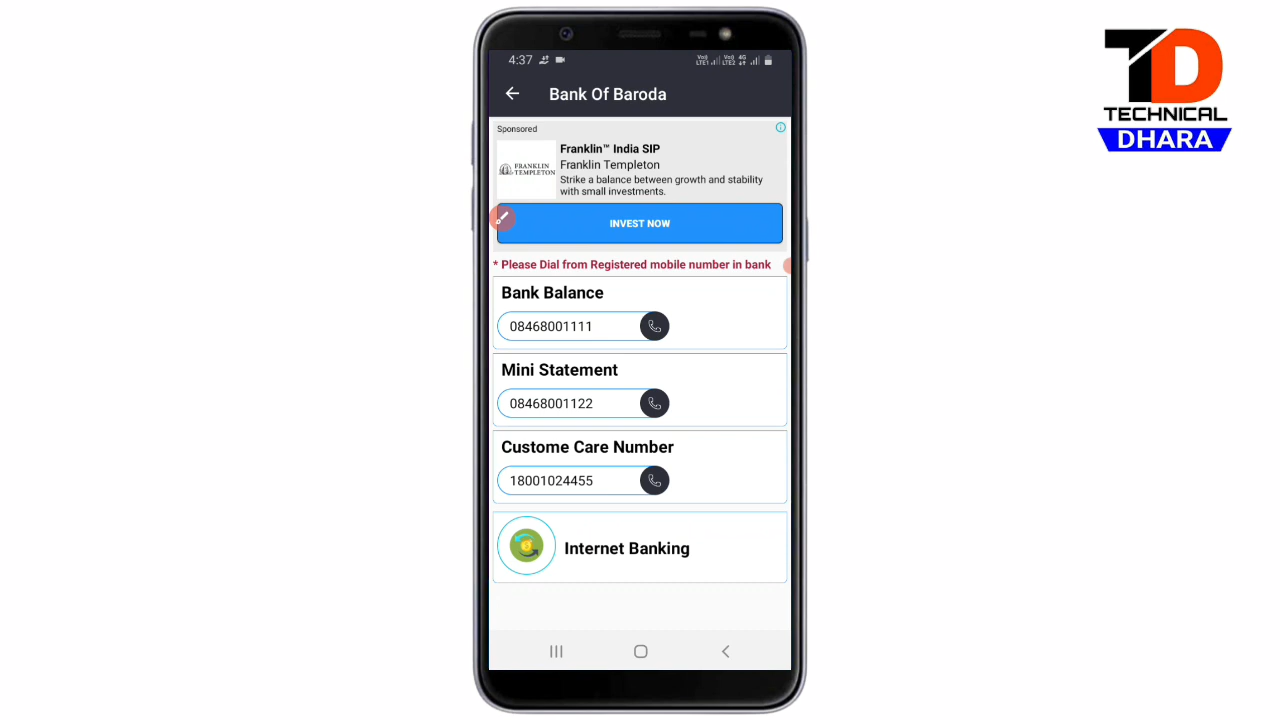 4:37
Bank Of Baroda
Sponsored
Franklin™ India SIP
Franklin Templeton
Strike a balance between growth and stability
with small investments.
FRANKLIN
TEMPLETON
INVEST NOW
* Please Dial from Registered mobile number in bank
Bank Balance
08468001111
Mini Statement
08468001122
Custome Care Number
18001024455
Internet Banking
TD
TECHNICAL
DHARA